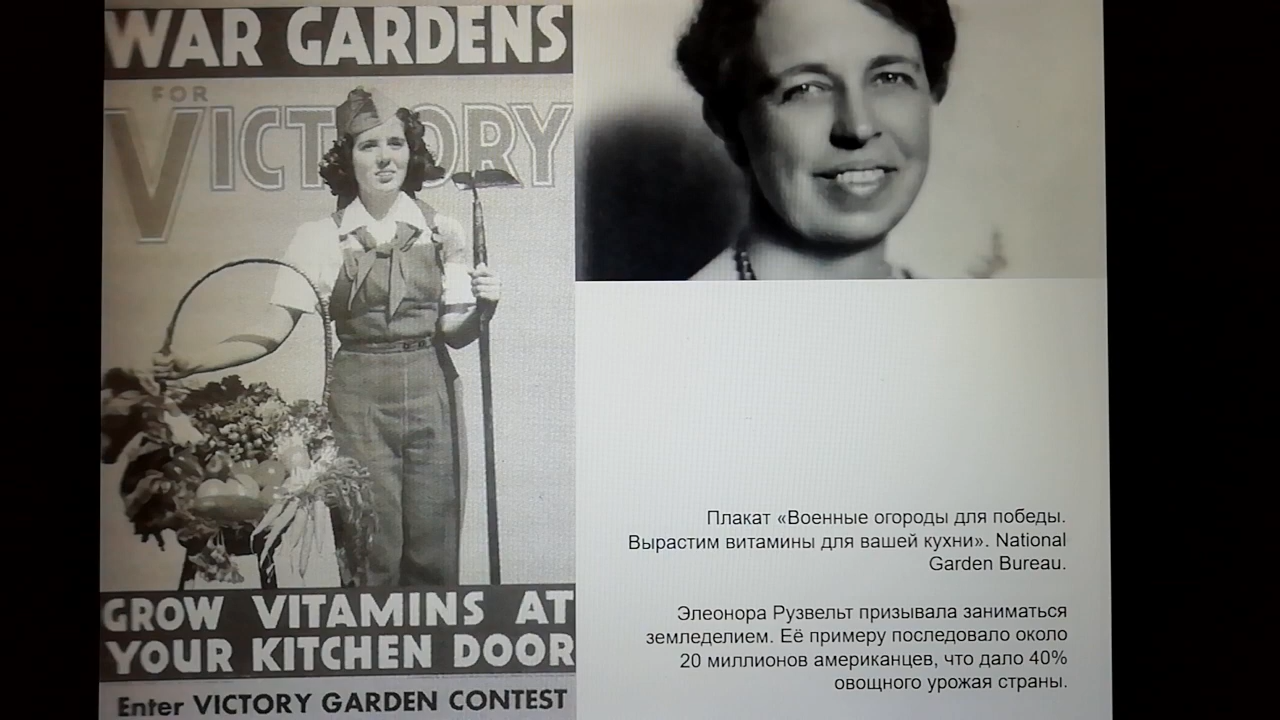 WAR GARDENS
FOR
VICTORY
GROW VITAMINS AT
YOUR KITCHEN DOOR
Enter VICTORY GARDEN CONTEST
Плакат «Военные огороды для победы.
Вырастим витамины для вашей кухни». National
Garden Bureau.
Элеонора Рузвельт призывала заниматься
земледелием. Её примеру последовало около
20 миллионов американцев, что дало 40%
овощного урожая страны.